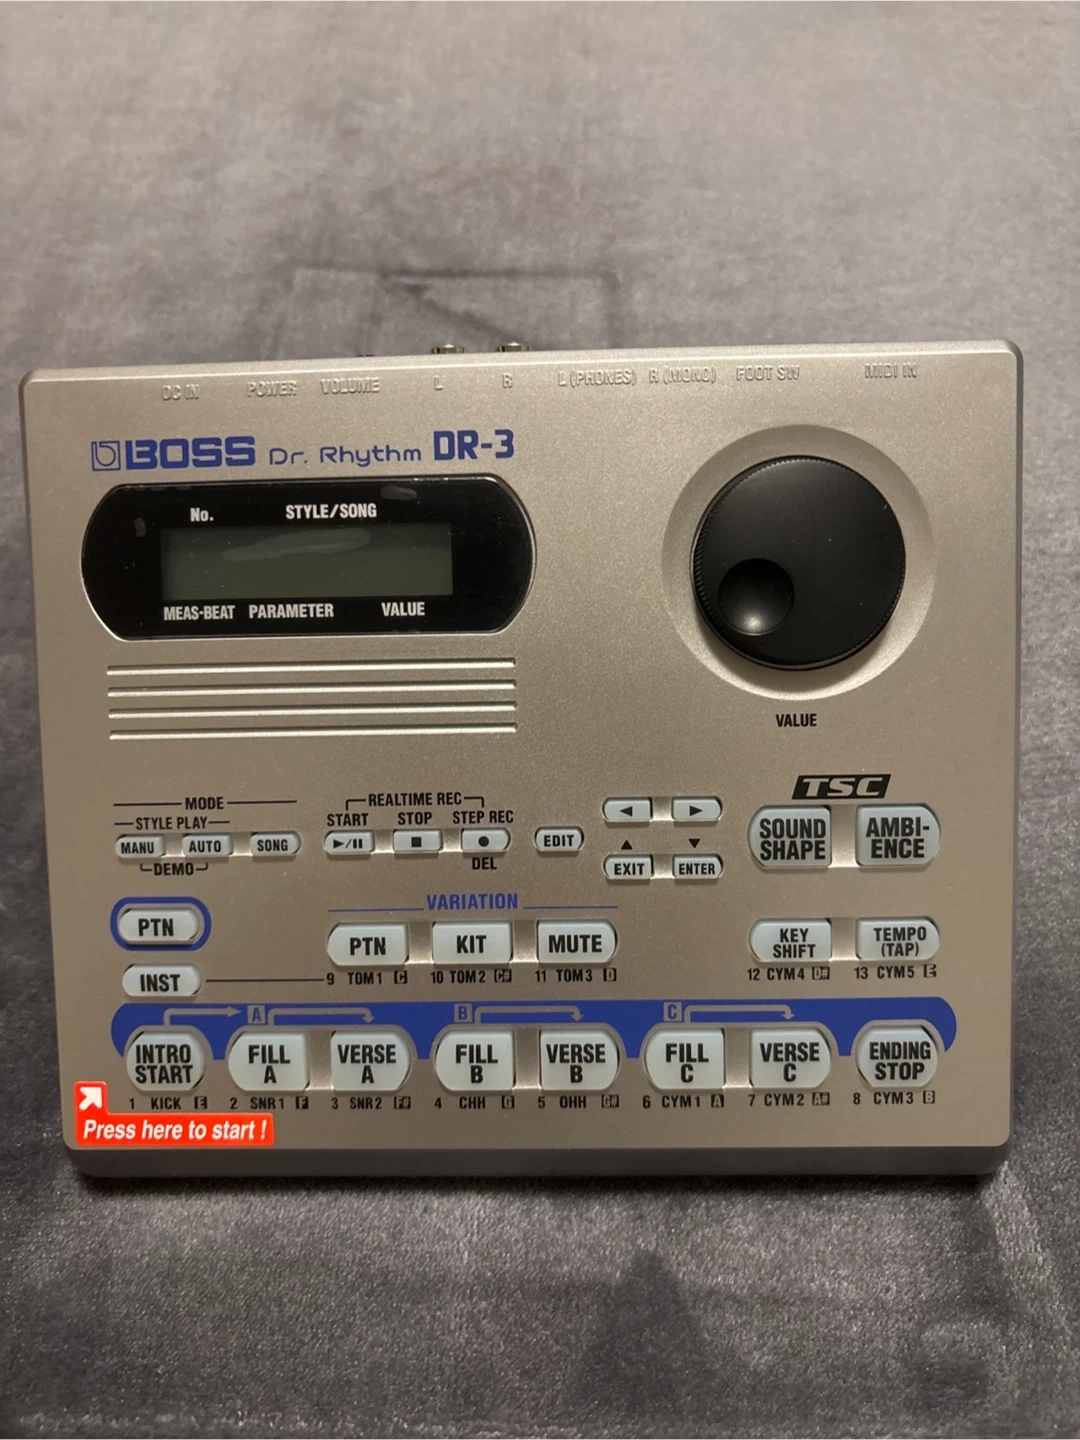 DC IN POWER VOLUME L R L (PHONES) R (MONO) FOOT SW MIDI IN
BOSS Dr. Rhythm DR-3
No. STYLE/SONG
MEAS-BEAT PARAMETER VALUE
VALUE
TSC
MODE
STYLE PLAY
MANU AUTO SONG
DEMO
REALTIME REC
START STOP STEP REC
DEL
EDIT
EXIT ENTER
SOUND SHAPE
AMBI-ENCE
VARIATION
PTN
PTN KIT MUTE
KEY SHIFT
TEMPO (TAP)
INST
9 TOM1 C 10 TOM2 C# 11 TOM3 D 12 CYM4 D# 13 CYM5 E
A B C
INTRO START
FILL A
VERSE A
FILL B
VERSE B
FILL C
VERSE C
ENDING STOP
1 KICK E 2 SNR1 F 3 SNR2 F# 4 CHH G 5 OHH G# 6 CYM1 A 7 CYM2 A# 8 CYM3 B
Press here to start !